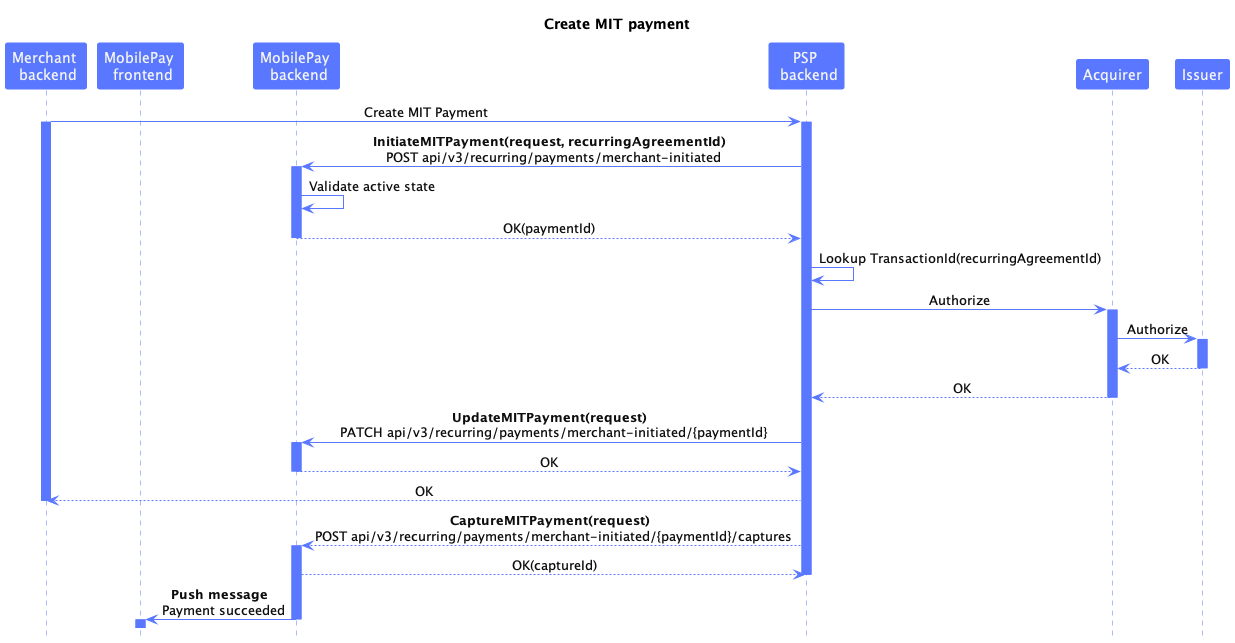 Create MIT payment
Merchant
backend
MobilePay
frontend
MobilePay
backend
PSP
backend
Acquirer
Issuer
Create MIT Payment
InitiateMITPayment(request, recurringAgreementId)
POST api/v3/recurring/payments/merchant-initiated
Validate active state
OK(paymentId)
Lookup TransactionId(recurringAgreementId)
Authorize
Authorize
OK
OK
UpdateMITPayment(request)
PATCH api/v3/recurring/payments/merchant-initiated/{paymentId}
OK
OK
CaptureMITPayment(request)
POST api/v3/recurring/payments/merchant-initiated/{paymentId}/captures
OK(captureId)
Push message
Payment succeeded